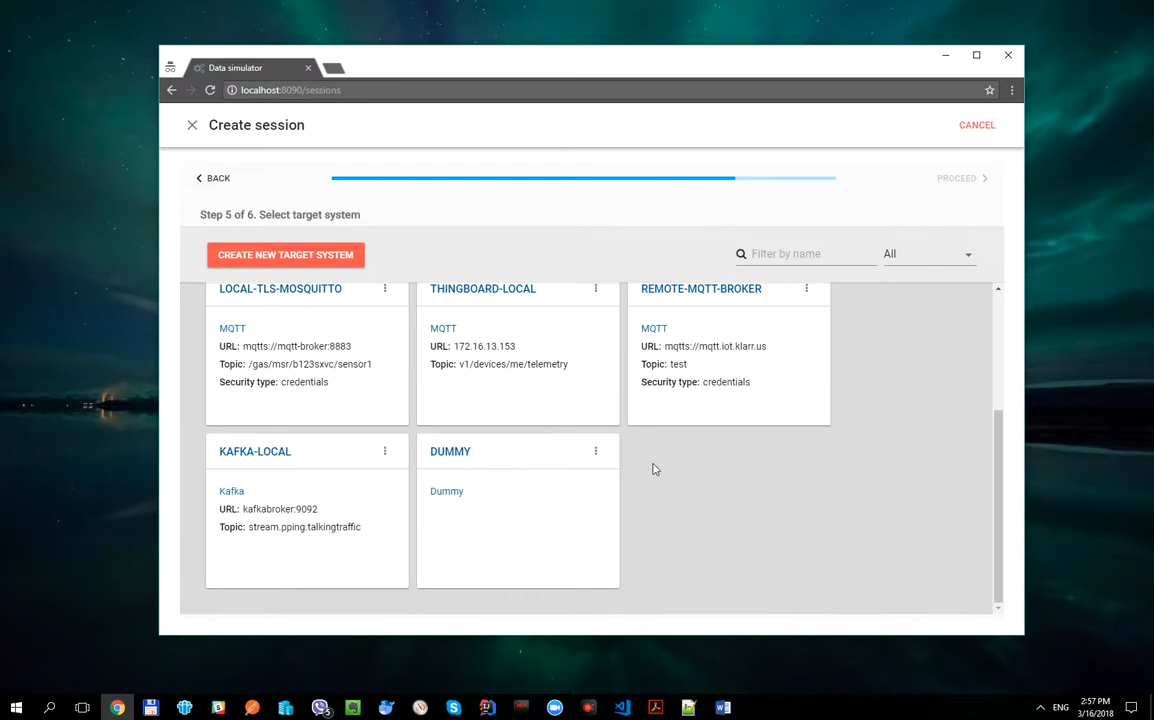 Data simulator
localhost:8090/sessions
Create session
CANCEL
BACK
PROCEED
Step 5 of 6. Select target system
CREATE NEW TARGET SYSTEM
Filter by name
All
LOCAL-TLS-MOSQUITTO
MQTT
URL: mqtts://mqtt-broker:8883
Topic: /gas/msr/b123sxvc/sensor1
Security type: credentials
THINGBOARD-LOCAL
MQTT
URL: 172.16.13.153
Topic: v1/devices/me/telemetry
REMOTE-MQTT-BROKER
MQTT
URL: mqtts://mqtt.iot.klarr.us
Topic: test
Security type: credentials
KAFKA-LOCAL
Kafka
URL: kafkabroker:9092
Topic: stream.pping.talkingtraffic
DUMMY
Dummy
5
ENG
2:57 PM
3/16/2018